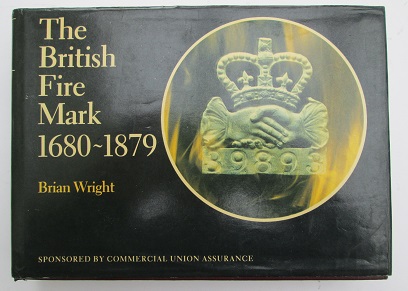 The
British
Fire
Mark
1680~1879
Brian Wright
SPONSORED BY COMMERCIAL UNION ASSURANCE